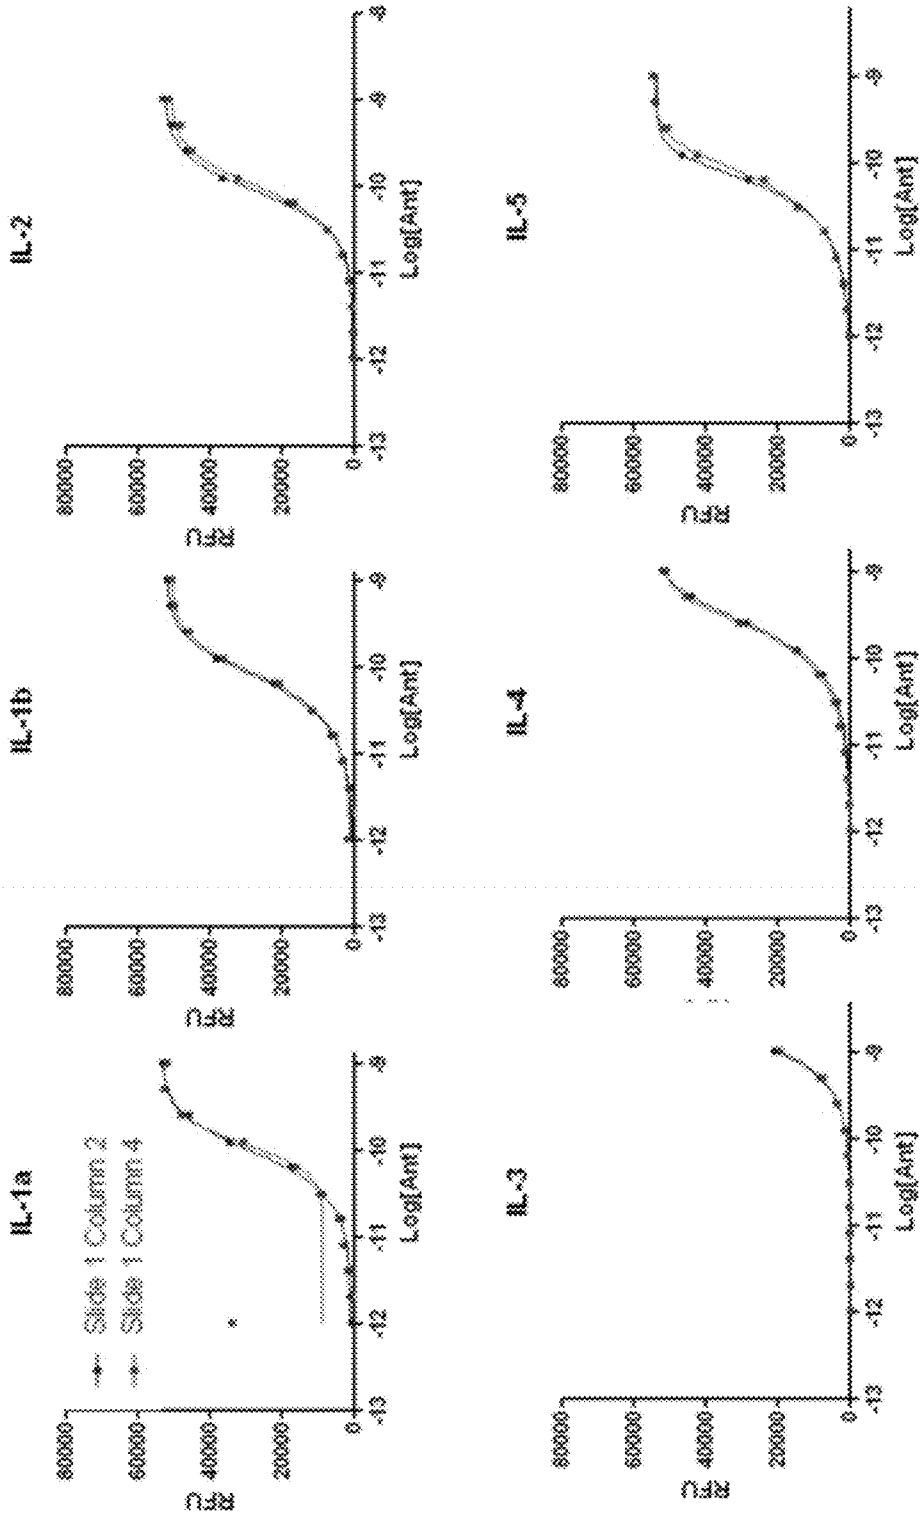 IL-1a
Slide 1 Column 2
Slide 1 Column 4
80000
60000
40000
20000
0
RFU
-13 -12 -11 -10 -9
Log[Ant]
IL-1b
80000
60000
40000
20000
0
RFU
-13 -12 -11 -10 -9
Log[Ant]
IL-2
80000
60000
40000
20000
0
RFU
-13 -12 -11 -10 -9 -8
Log[Ant]
IL-3
80000
60000
40000
20000
0
RFU
-13 -12 -11 -10 -9
Log[Ant]
IL-4
80000
60000
40000
20000
0
-13 -12 -11 -10 -9
Log[Ant]
IL-5
80000
60000
40000
20000
0
RFU
-13 -12 -11 -10 -9
Log[Ant]